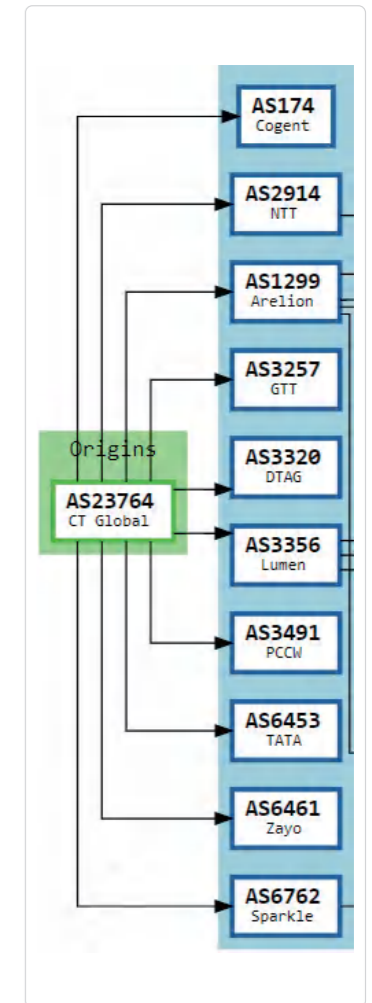 AS174
Cogent
AS2914
NTT
AS1299
Arelion
AS3257
GTT
Origins
AS3320
DTAG
AS23764
CT Global
AS3356
Lumen
AS3491
PCCW
AS6453
TATA
AS6461
Zayo
AS6762
Sparkle